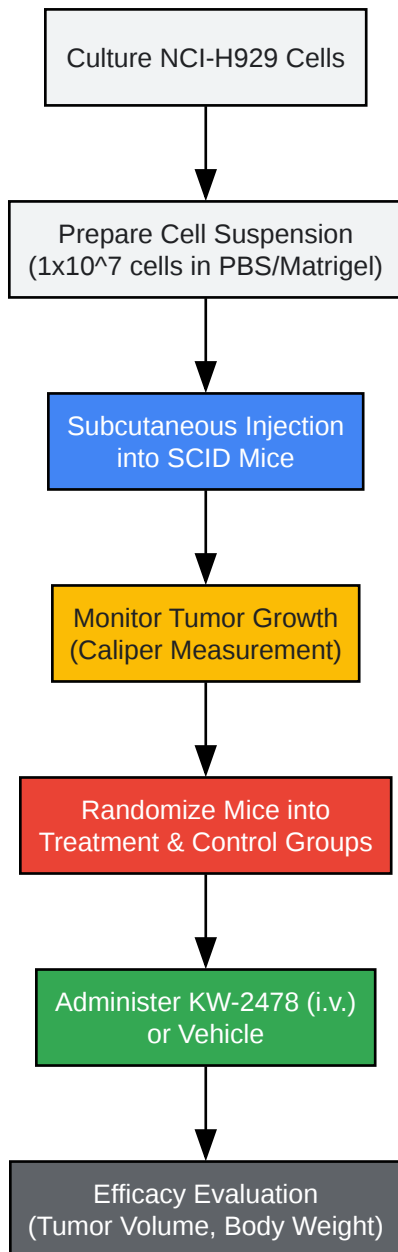 Culture NCI-H929 Cells
Prepare Cell Suspension
(1x10^7 cells in PBS/Matrigel)
Subcutaneous Injection
into SCID Mice
Monitor Tumor Growth
(Caliper Measurement)
Randomize Mice into
Treatment & Control Groups
Administer KW-2478 (i.v.)
or Vehicle
Efficacy Evaluation
(Tumor Volume, Body Weight)